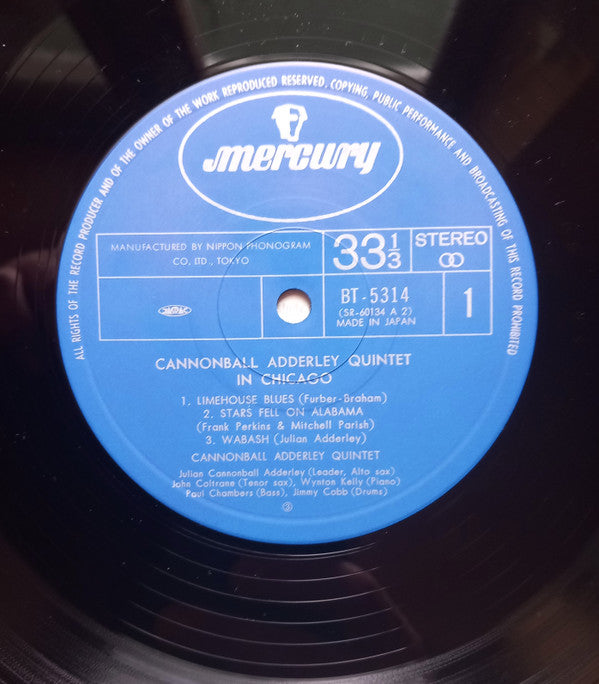 ALL RIGHTS OF THE RECORD PRODUCER AND OF THE OWNER OF THE WORK REPRODUCED RESERVED. COPYING, PUBLIC PERFORMANCE AND BROADCASTING OF THIS RECORD PROHIBITED
mercury
MANUFACTURED BY NIPPON PHONOGRAM
CO. LTD., TOKYO
33 1/3
STEREO
BT-5314
(SR-60134 A 2)
MADE IN JAPAN
1
CANNONBALL ADDERLEY QUINTET
IN CHICAGO
1. LIMEHOUSE BLUES (Furber-Braham)
2. STARS FELL ON ALABAMA
(Frank Perkins & Mitchell Parish)
3. WABASH (Julian Adderley)
CANNONBALL ADDERLEY QUINTET
Julian Cannonball Adderley (Leader, Alto sax)
John Coltrane (Tenor sax), Wynton Kelly (Piano)
Paul Chambers (Bass), Jimmy Cobb (Drums)